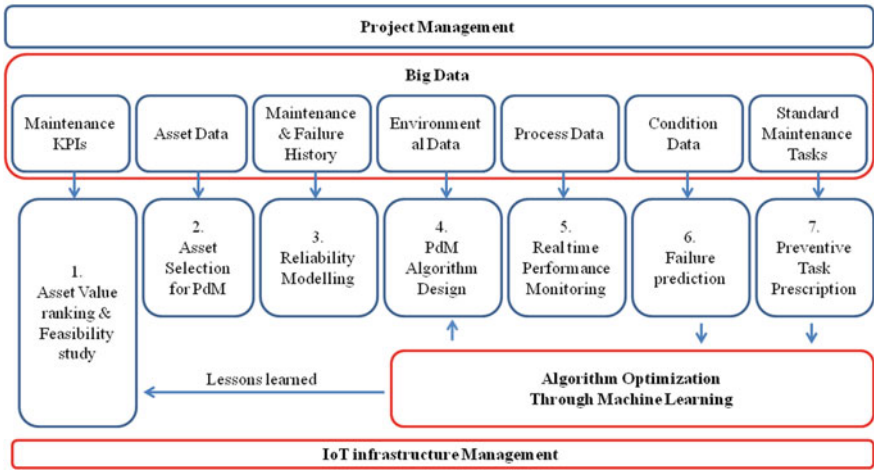 Project Management
Big Data
Maintenance
KPIs
Asset Data
Maintenance
& Failure
History
Environment
al Data
Process Data
Condition
Data
Standard
Maintenance
Tasks
1.
Asset Value
ranking &
Feasibility
study
2.
Asset
Selection
for PdM
3.
Reliability
Modelling
4.
PdM
Algorithm
Design
5.
Real time
Performance
Monitoring
6.
Failure
prediction
7.
Preventive
Task
Prescription
Lessons learned
Algorithm Optimization
Through Machine Learning
IoT infrastructure Management